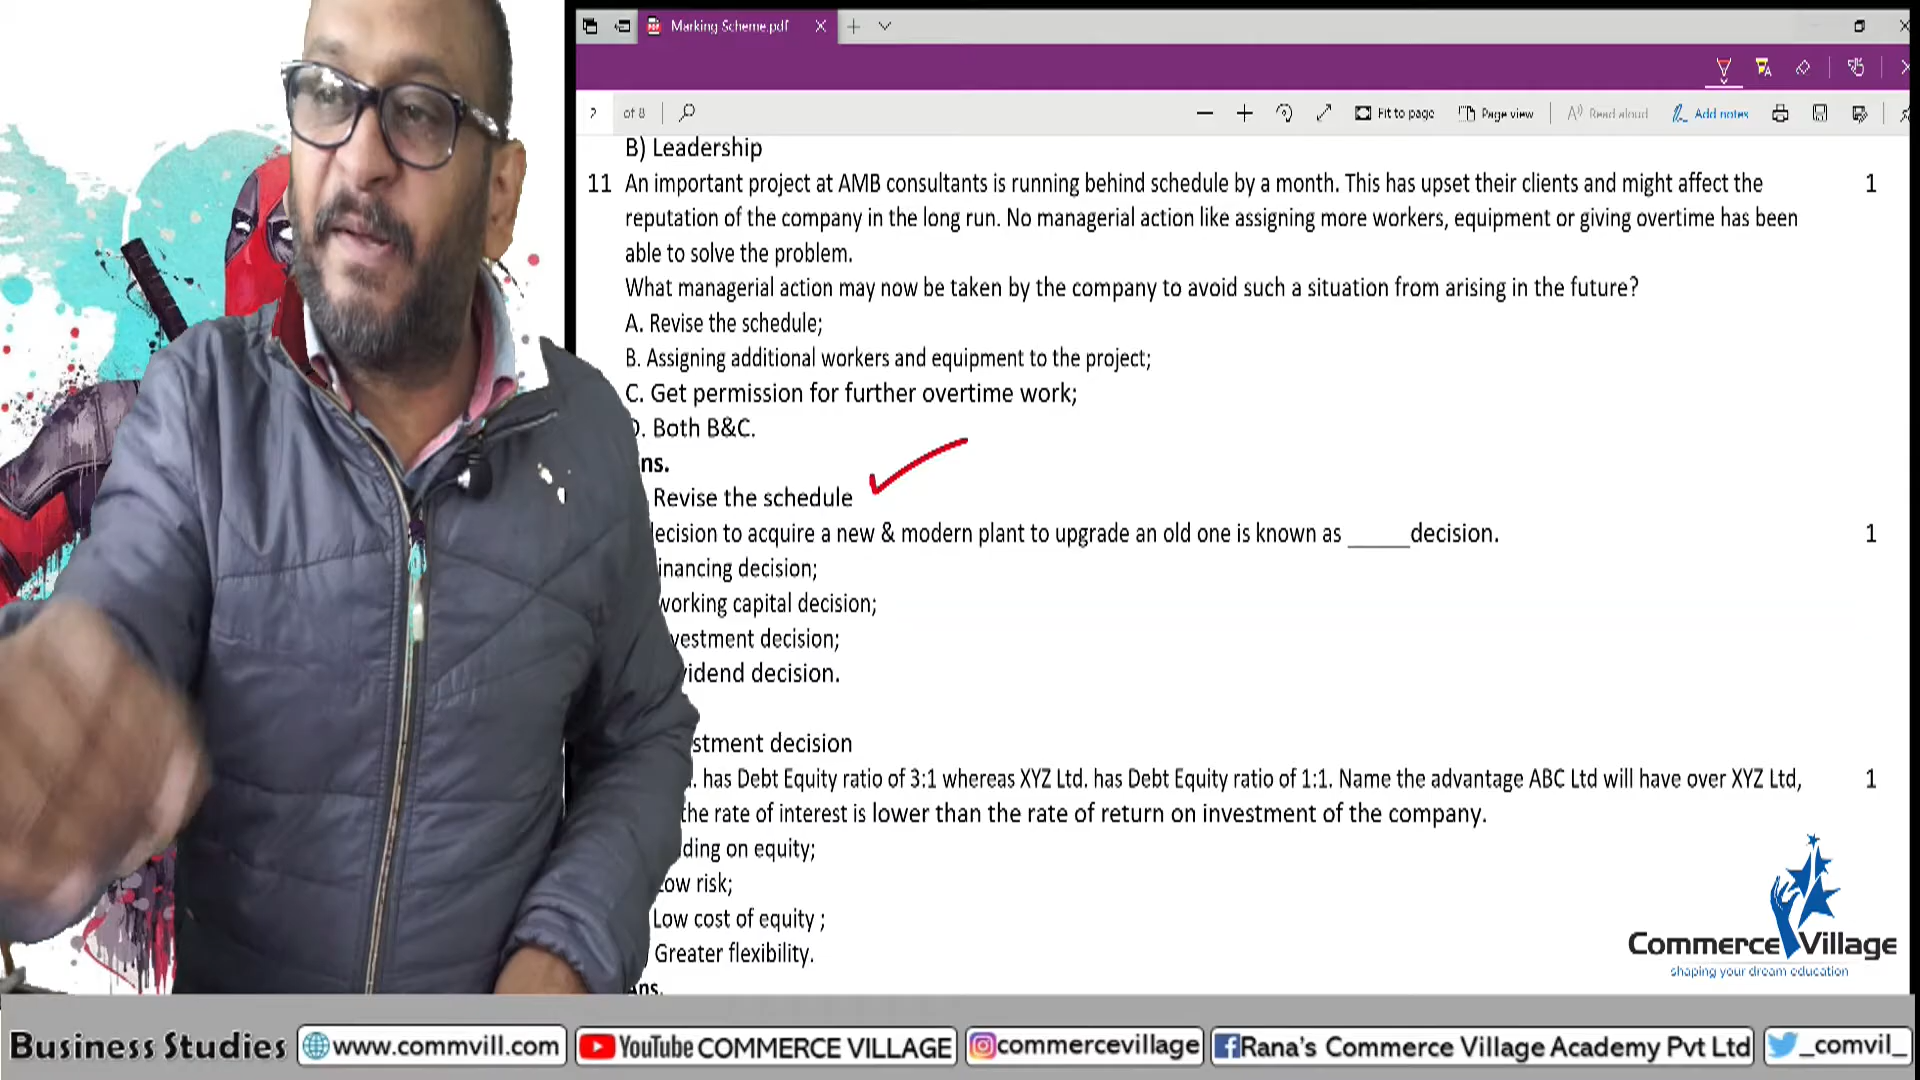 Marking Scheme.pdf
2 of 8
Fit to page
Page view
Read aloud
Add notes
B) Leadership
11 An important project at AMB consultants is running behind schedule by a month. This has upset their clients and might affect the 1
reputation of the company in the long run. No managerial action like assigning more workers, equipment or giving overtime has been
able to solve the problem.
What managerial action may now be taken by the company to avoid such a situation from arising in the future?
A. Revise the schedule;
B. Assigning additional workers and equipment to the project;
C. Get permission for further overtime work;
D. Both B&C.
ns.
Revise the schedule
ecision to acquire a new & modern plant to upgrade an old one is known as _____decision. 1
inancing decision;
working capital decision;
vestment decision;
vidend decision.
stment decision
. has Debt Equity ratio of 3:1 whereas XYZ Ltd. has Debt Equity ratio of 1:1. Name the advantage ABC Ltd will have over XYZ Ltd, 1
the rate of interest is lower than the rate of return on investment of the company.
ding on equity;
Low risk;
Low cost of equity ;
Greater flexibility.
Ans.
Commerce Village
shaping your dream education
Business Studies
www.commvill.com
YouTube COMMERCE VILLAGE
commercevillage
Rana's Commerce Village Academy Pvt Ltd
_comvil_